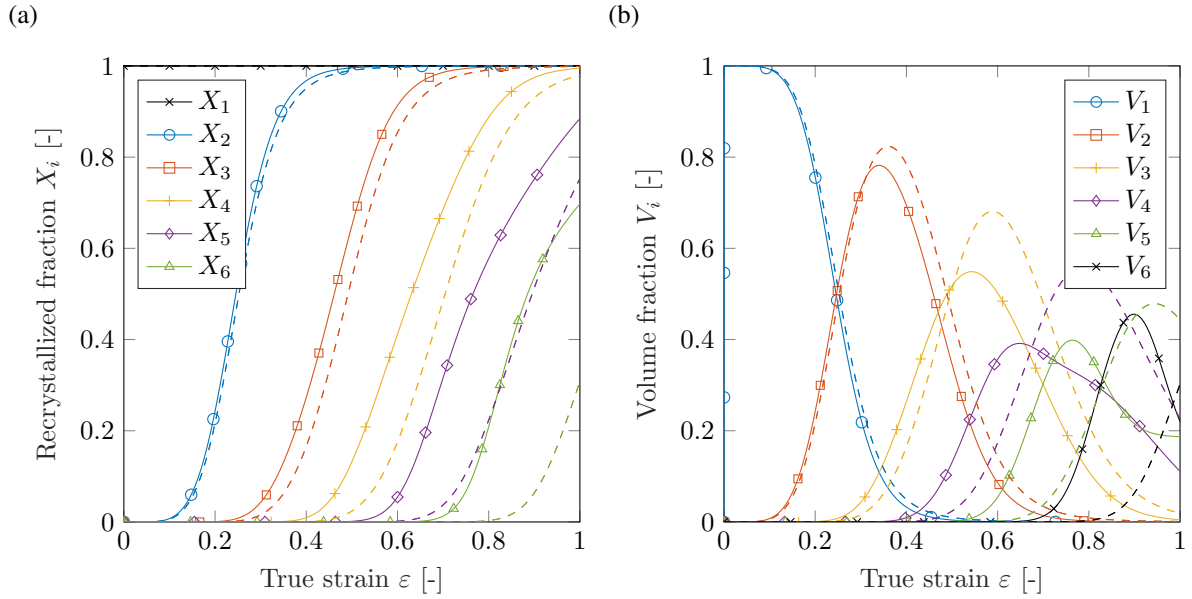 (a)
(b)
1
0.8
0.6
0.4
0.2
0
0
0.2
0.4
0.6
0.8
1
Recrystallized fraction X_i [-]
True strain ε [-]
X_1
X_2
X_3
X_4
X_5
X_6
1
0.8
0.6
0.4
0.2
0
0
0.2
0.4
0.6
0.8
1
Volume fraction V_i [-]
True strain ε [-]
V_1
V_2
V_3
V_4
V_5
V_6